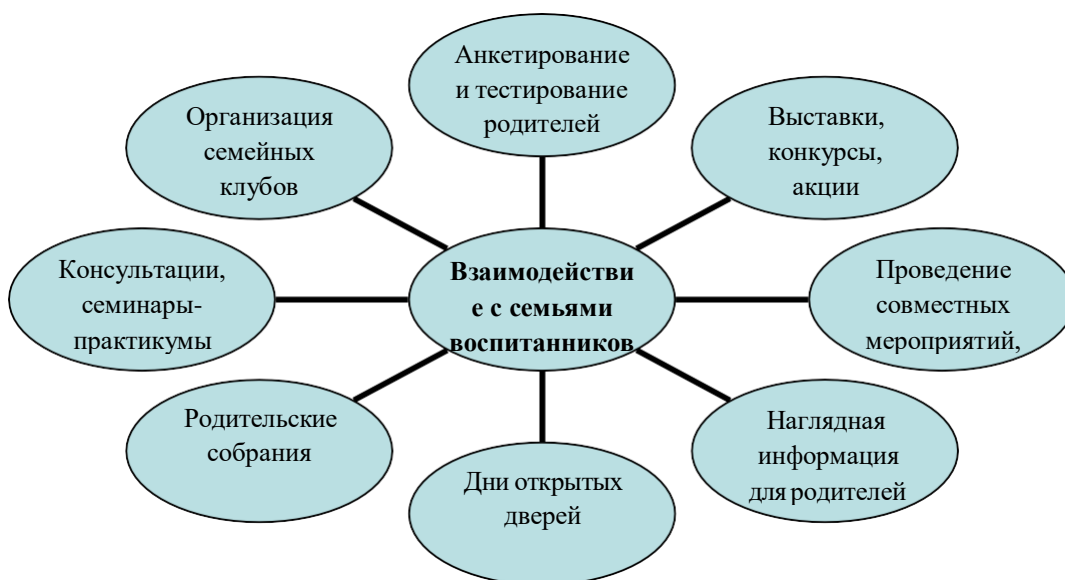 Анкетирование
и тестирование
родителей
Организация
семейных
клубов
Выставки,
конкурсы,
акции
Консультации,
семинары-
практикумы
Взаимодействи
е с семьями
воспитанников
Проведение
совместных
мероприятий,
Родительские
собрания
Дни открытых
дверей
Наглядная
информация
для родителей